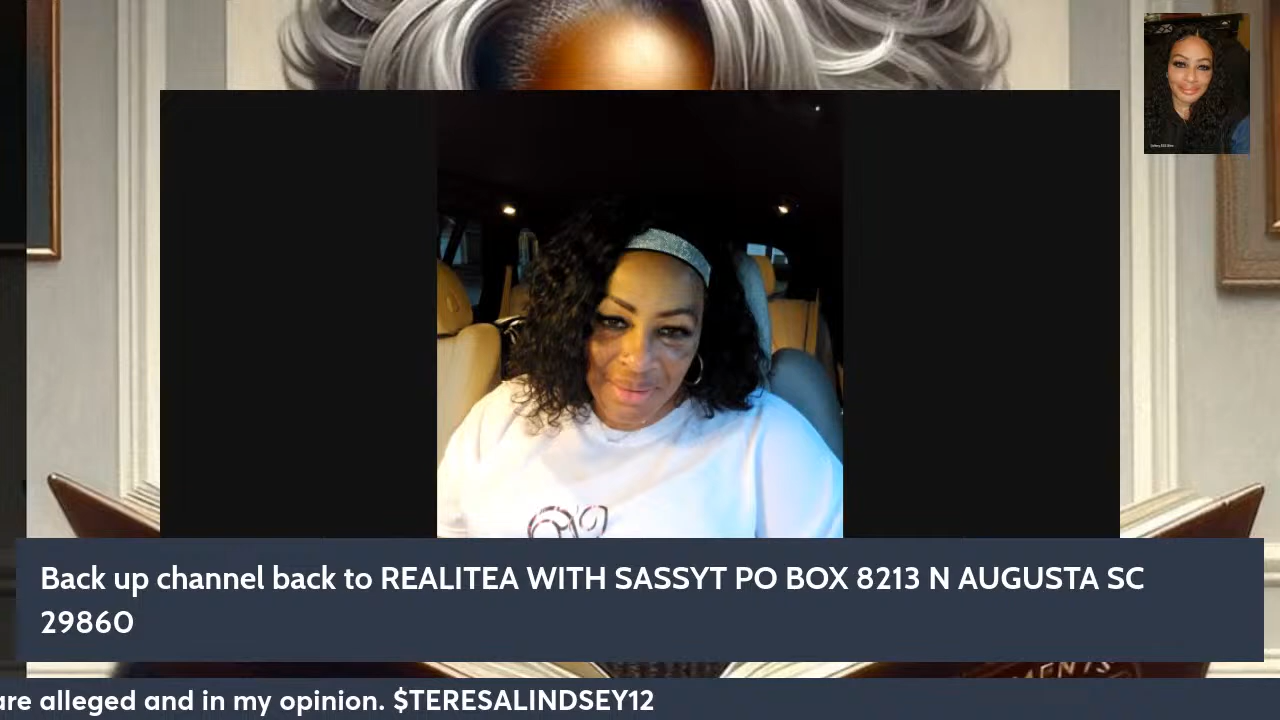 Back up channel back to REALITEA WITH SASSYT PO BOX 8213 N AUGUSTA SC
29860
are alleged and in my opinion. $TERESALINDSEY12